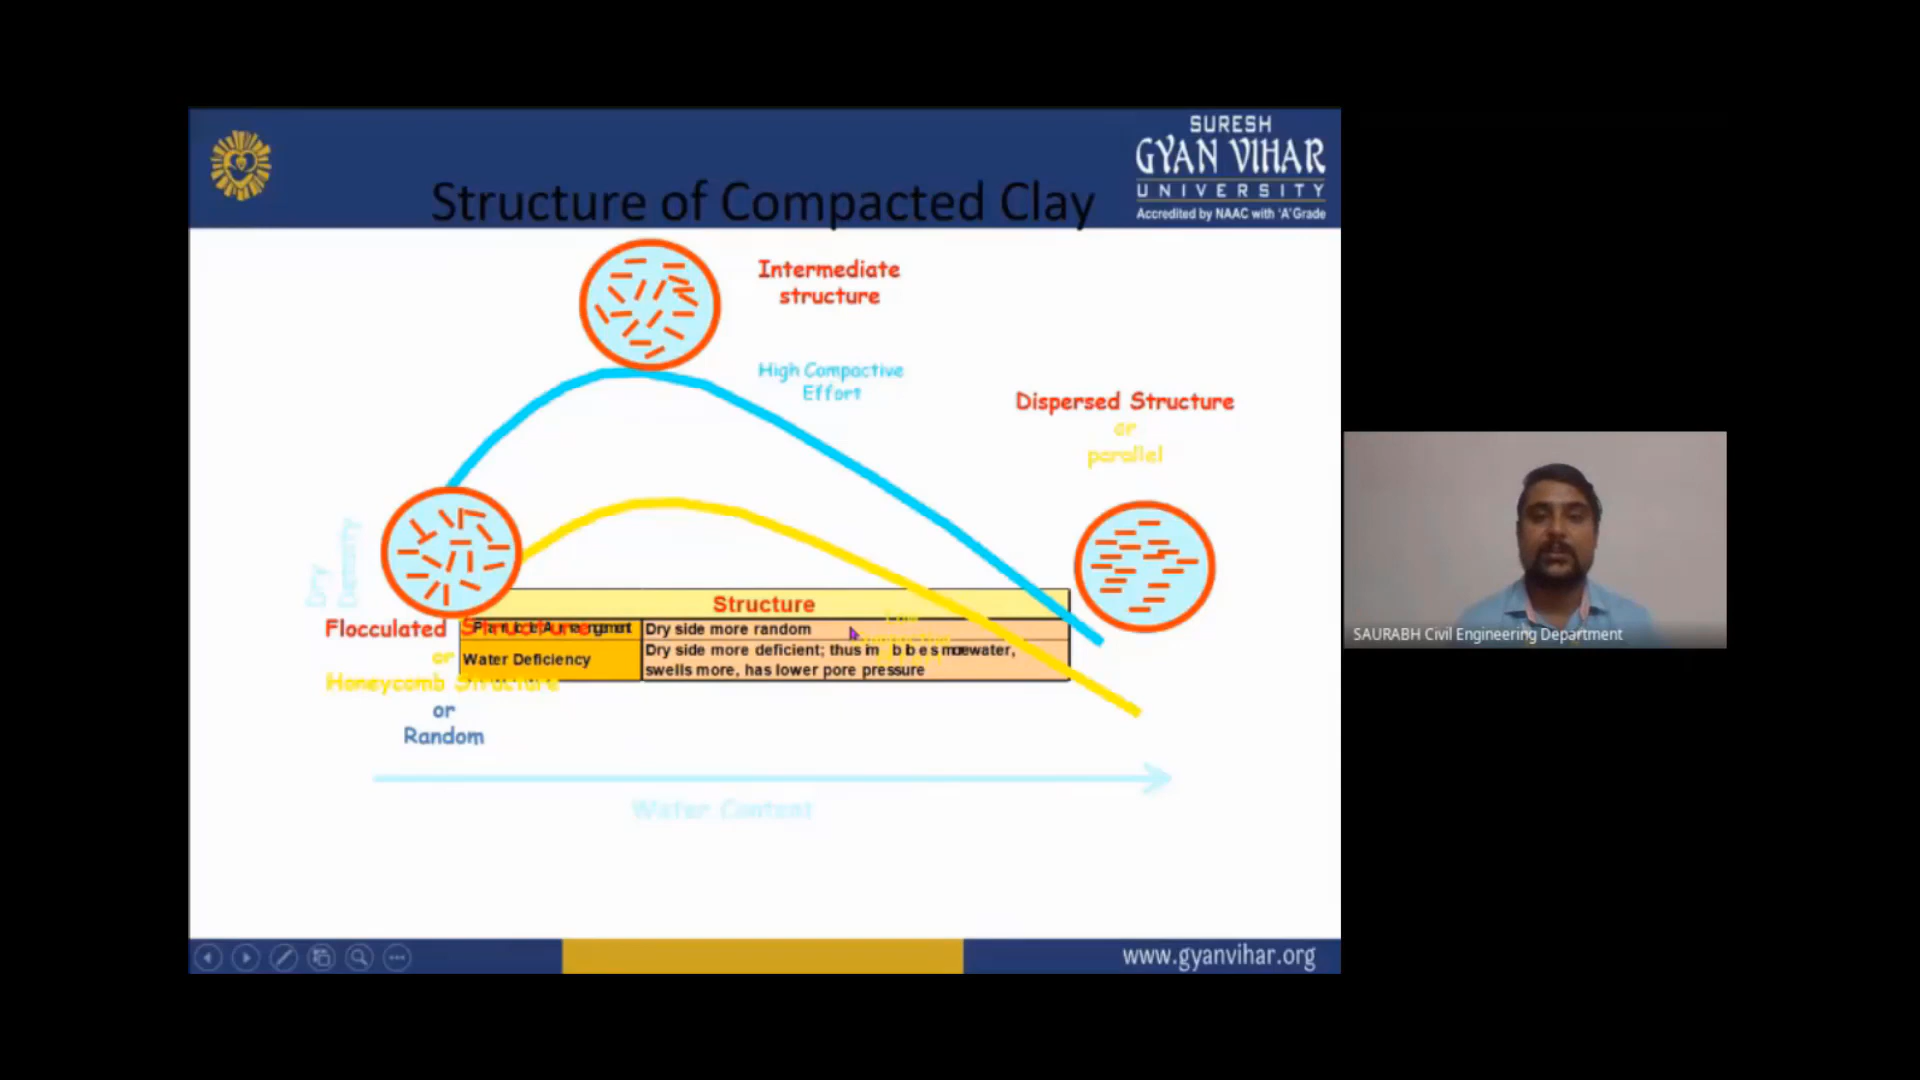 SURESH
GYAN VIHAR
UNIVERSITY
Accredited by NAAC with 'A' Grade
Structure of Compacted Clay
Intermediate
structure
High Compactive
Effort
Dispersed Structure
or
parallel
Dry
Density
Structure
Flocculated Structure
or
Honeycomb Structure
or
Random
Dry side more random
Water Deficiency
Dry side more deficient; thus imbibes more water,
swells more, has lower pore pressure
Water Content
www.gyanvihar.org
SAURABH Civil Engineering Department